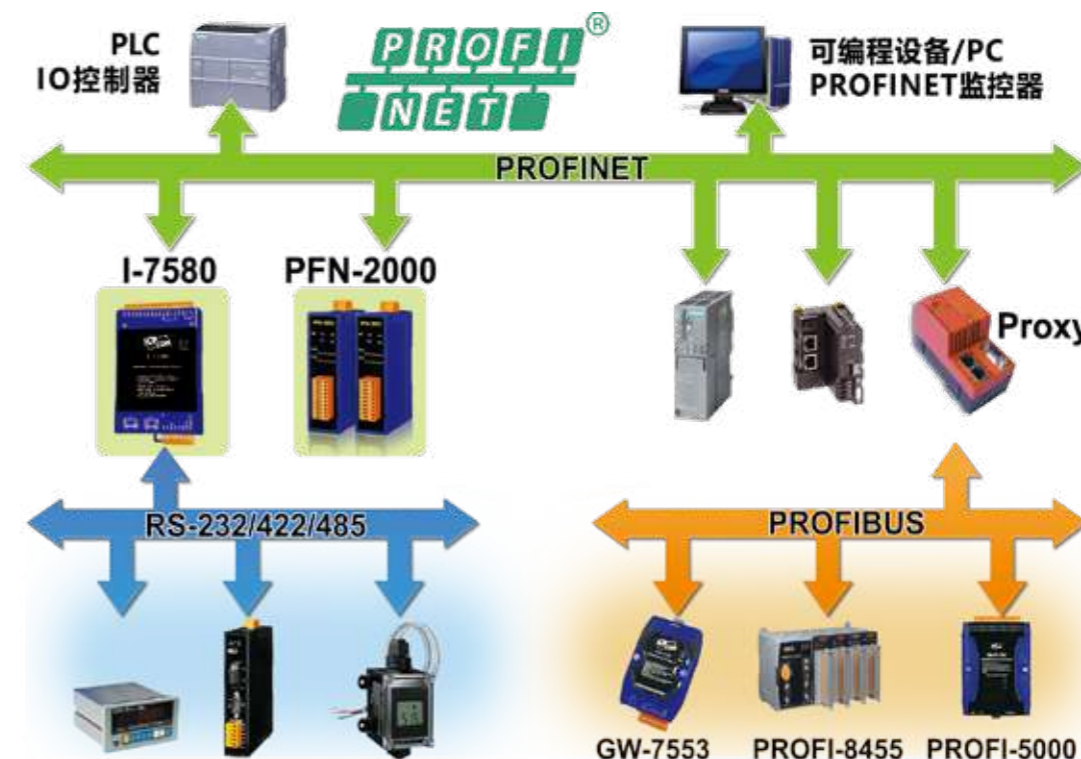 PLC
IO控制器
PROFI
NET
®
可编程设备/PC
PROFINET监控器
PROFINET
I-7580
PFN-2000
Proxy
RS-232/422/485
PROFIBUS
GW-7553
PROFI-8455
PROFI-5000